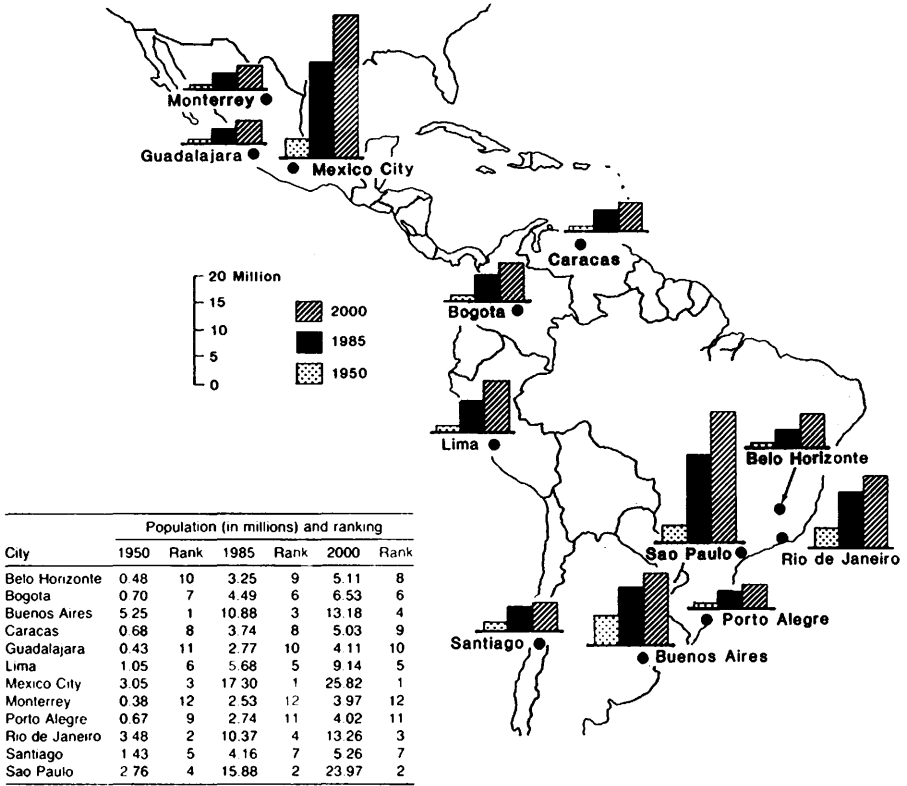 Monterrey
Guadalajara
Mexico City
Caracas
20 Million
15
10
5
0
2000
1985
1950
Bogota
Lima
Belo Horizonte
Sao Paulo
Rio de Janeiro
Porto Alegre
Santiago
Buenos Aires
Population (in millions) and ranking
City 1950 Rank 1985 Rank 2000 Rank
Belo Horizonte 0.48 10 3.25 9 5.11 8
Bogota 0.70 7 4.49 6 6.53 6
Buenos Aires 5.25 1 10.88 3 13.18 4
Caracas 0.68 8 3.74 8 5.03 9
Guadalajara 0.43 11 2.77 10 4.11 10
Lima 1.05 6 5.68 5 9.14 5
Mexico City 3.05 3 17.30 1 25.82 1
Monterrey 0.38 12 2.53 12 3.97 12
Porto Alegre 0.67 9 2.74 11 4.02 11
Rio de Janeiro 3 48 2 10.37 4 13.26 3
Santiago 1 43 5 4.16 7 5.26 7
Sao Paulo 2 76 4 15.88 2 23.97 2